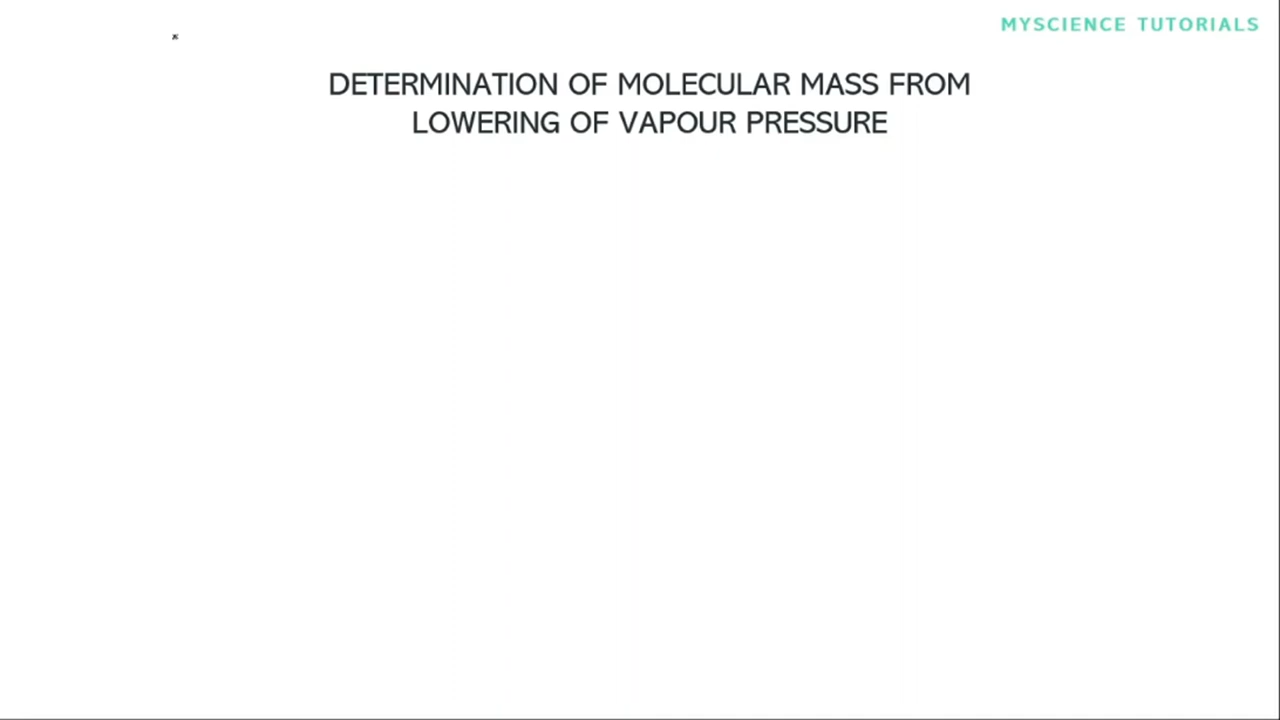 MYSCIENCE TUTORIALS
DETERMINATION OF MOLECULAR MASS FROM
LOWERING OF VAPOUR PRESSURE